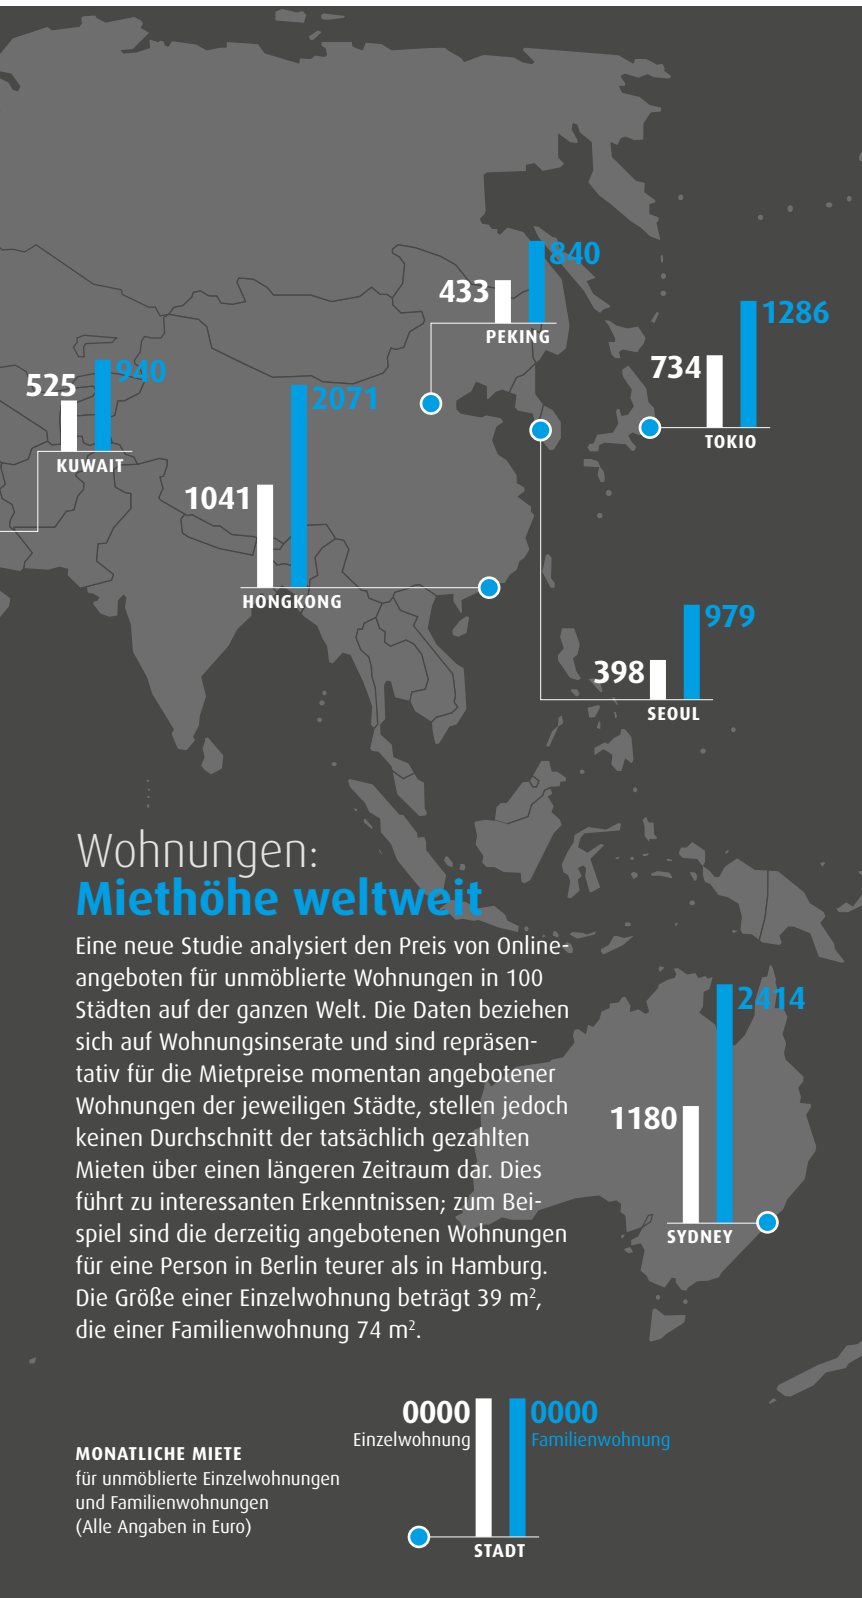 840
433
PEKING
1286
734
TOKIO
940
525
KUWAIT
2071
1041
HONGKONG
979
398
SEOUL
Wohnungen:
Miethöhe weltweit
Eine neue Studie analysiert den Preis von Online-
angeboten für unmöblierte Wohnungen in 100
Städten auf der ganzen Welt. Die Daten beziehen
sich auf Wohnungsinserate und sind repräsen-
tativ für die Mietpreise momentan angebotener
Wohnungen der jeweiligen Städte, stellen jedoch
keinen Durchschnitt der tatsächlich gezahlten
Mieten über einen längeren Zeitraum dar. Dies
führt zu interessanten Erkenntnissen; zum Bei-
spiel sind die derzeitig angebotenen Wohnungen
für eine Person in Berlin teurer als in Hamburg.
Die Größe einer Einzelwohnung beträgt 39 m²,
die einer Familienwohnung 74 m².
2414
1180
SYDNEY
MONATLICHE MIETE
für unmöblierte Einzelwohnungen
und Familienwohnungen
(Alle Angaben in Euro)
0000 0000
Einzelwohnung Familienwohnung
STADT